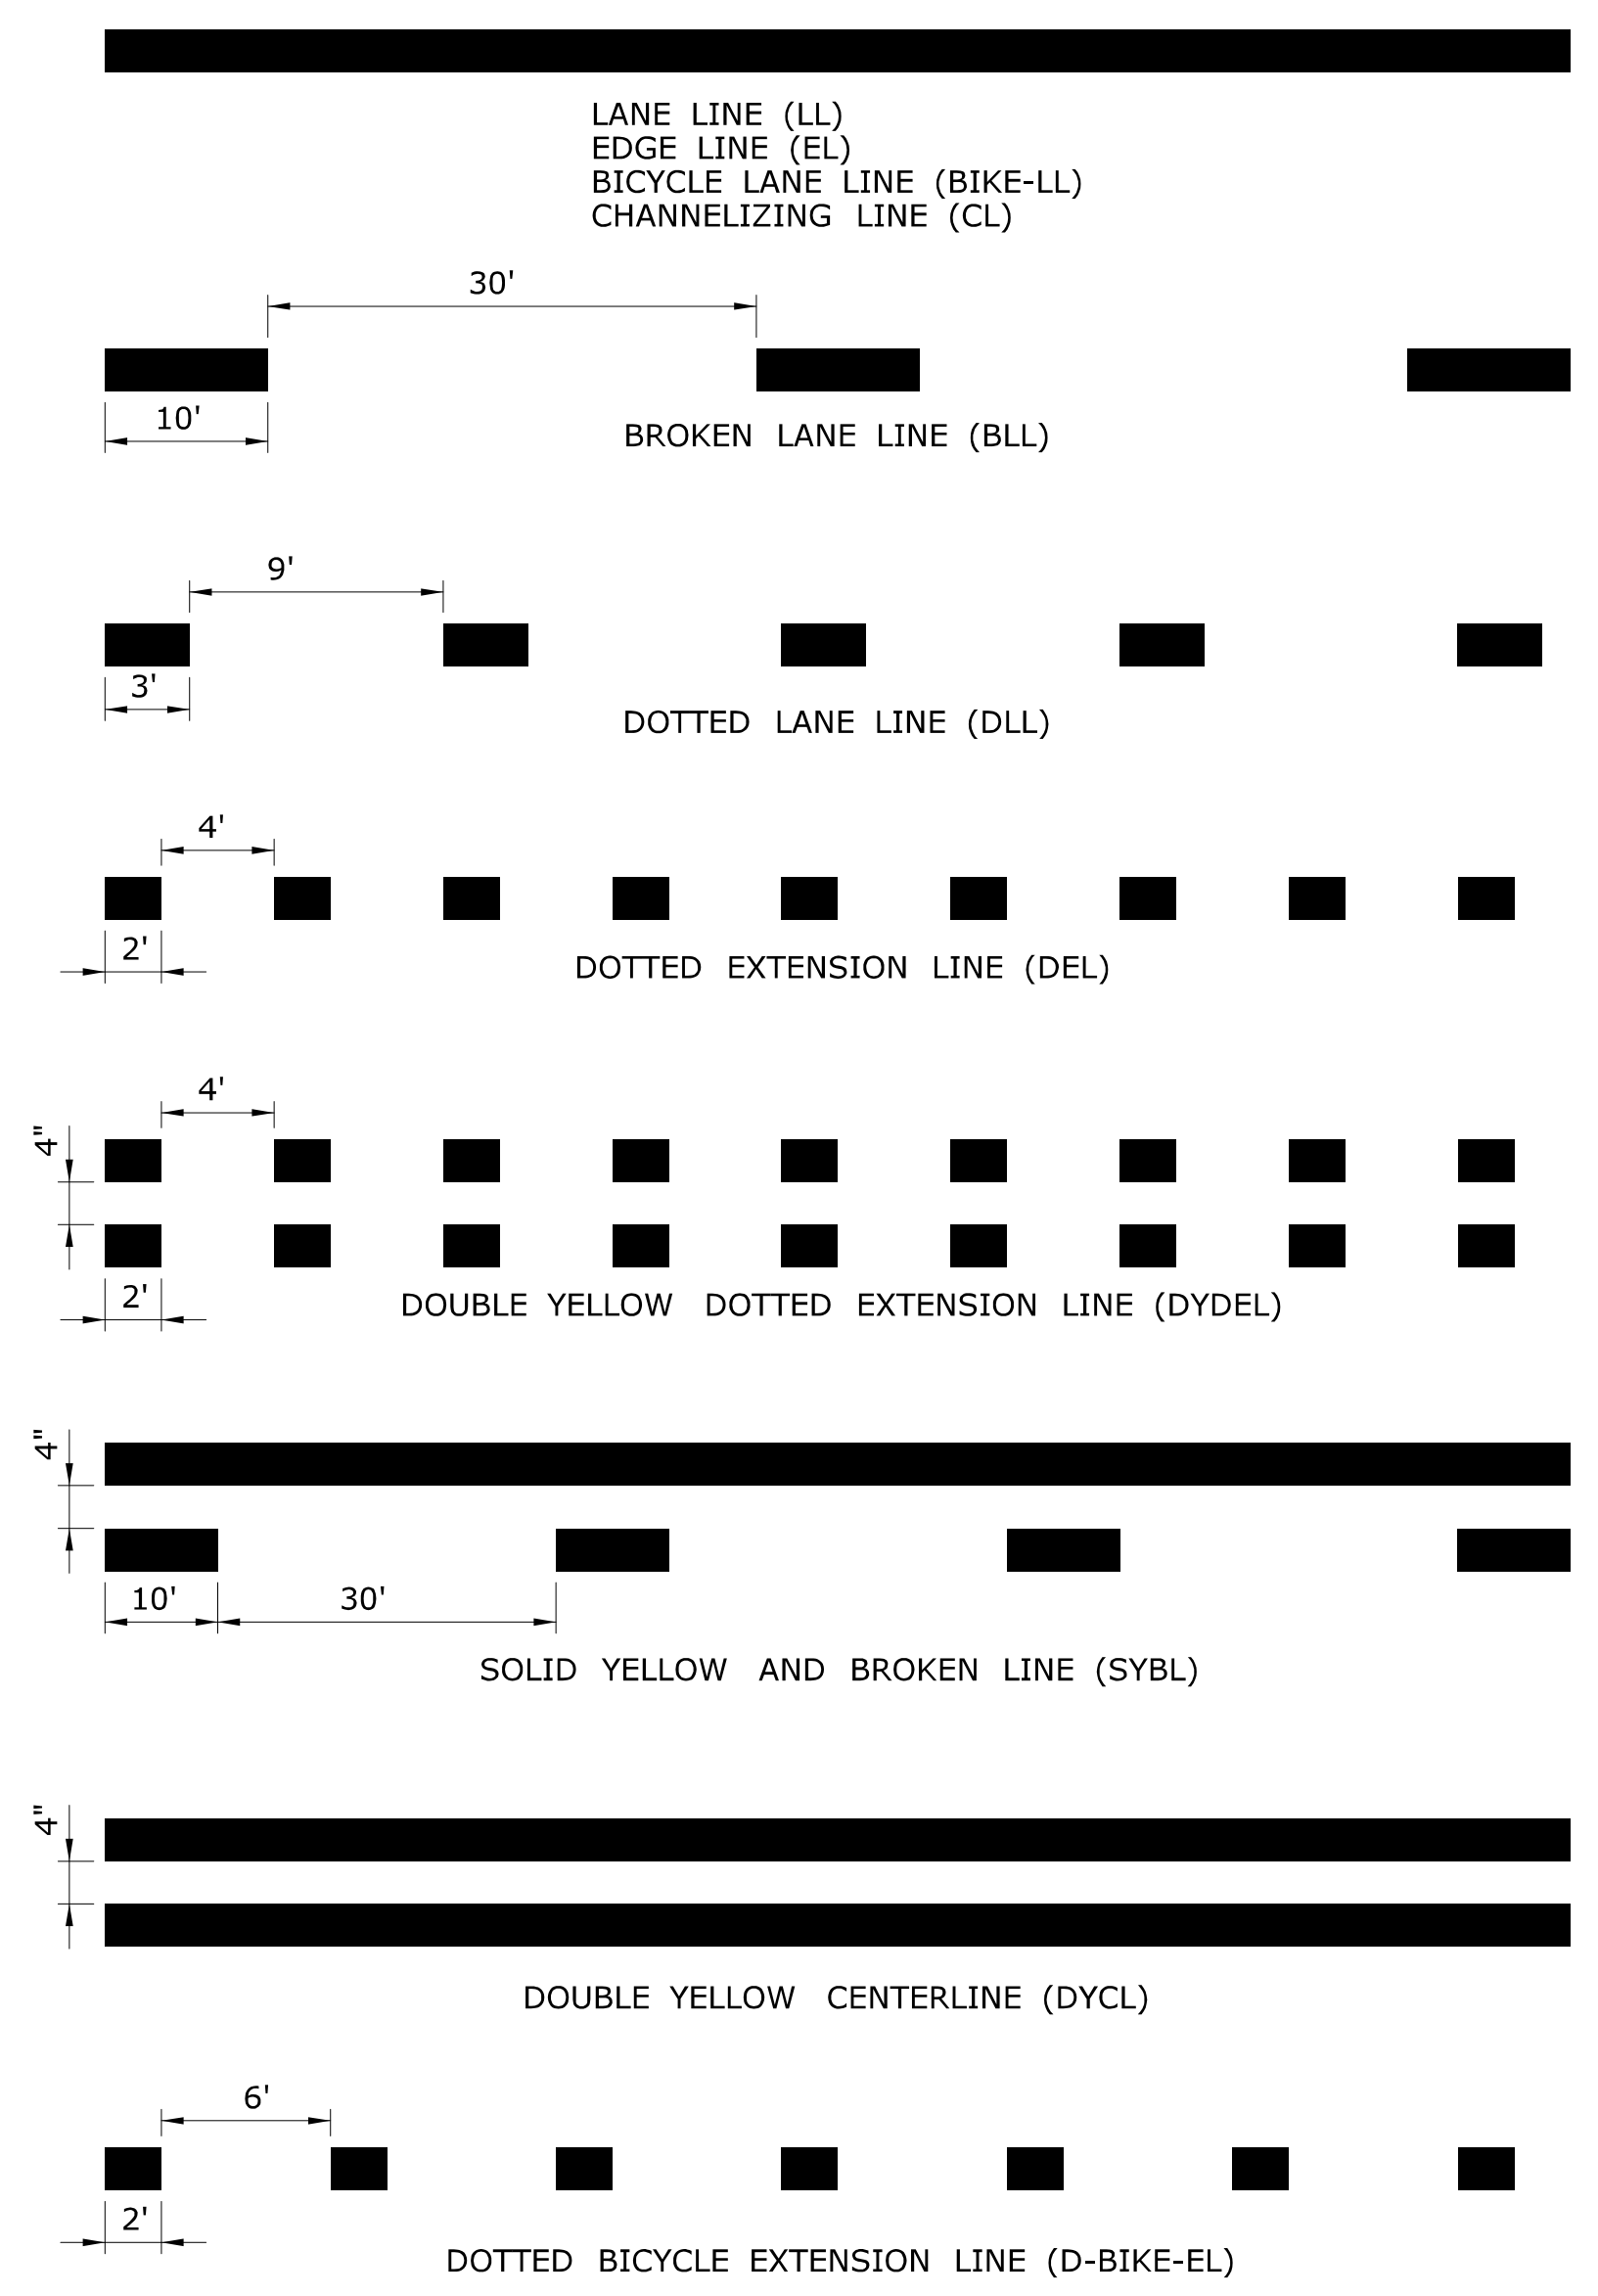 LANE LINE (LL)
EDGE LINE (EL)
BICYCLE LANE LINE (BIKE-LL)
CHANNELIZING LINE (CL)
30'
10'
BROKEN LANE LINE (BLL)
9'
3'
DOTTED LANE LINE (DLL)
4'
2'
DOTTED EXTENSION LINE (DEL)
4'
4"
2'
DOUBLE YELLOW DOTTED EXTENSION LINE (DYDEL)
4"
10' 30'
SOLID YELLOW AND BROKEN LINE (SYBL)
4"
DOUBLE YELLOW CENTERLINE (DYCL)
6'
2'
DOTTED BICYCLE EXTENSION LINE (D-BIKE-EL)